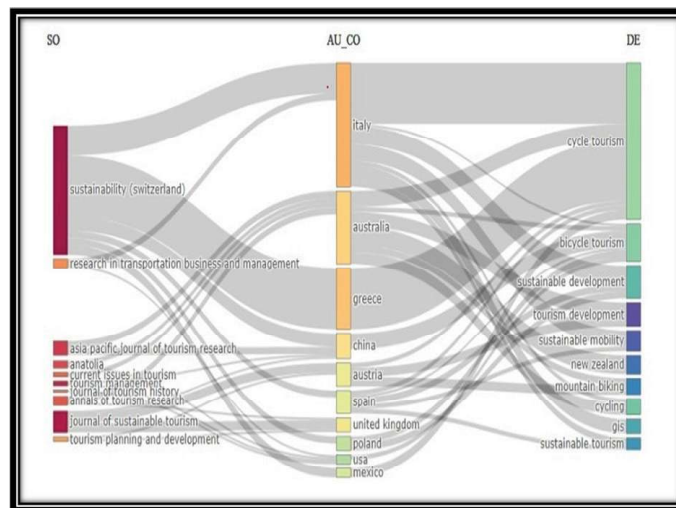 SO
AU_CO
DE
sustainability (switzerland)
research in transportation business and management
asia pacific journal of tourism research
anatolia
current issues in tourism
tourism management
journal of tourism history
annals of tourism research
journal of sustainable tourism
tourism planning and development
italy
australia
greece
china
austria
spain
united kingdom
poland
usa
mexico
cycle tourism
bicycle tourism
sustainable development
tourism development
sustainable mobility
new zealand
mountain biking
cycling
gis
sustainable tourism